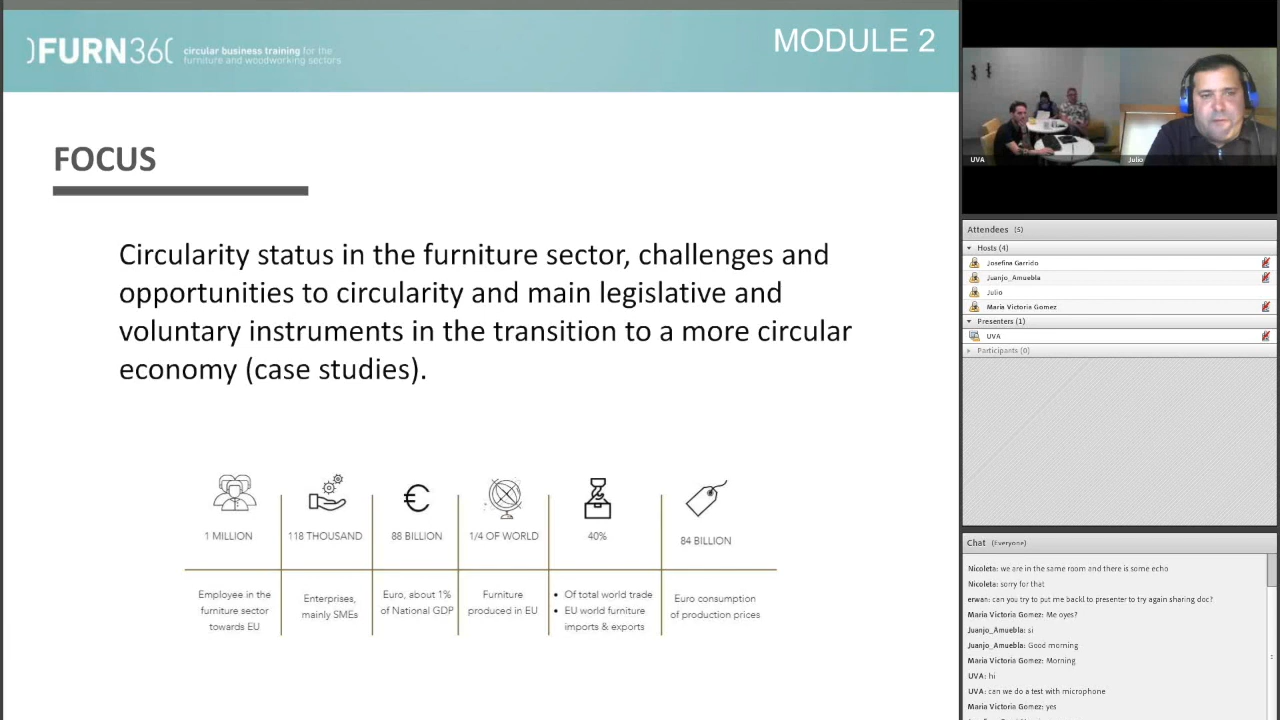 FURN360
circular business training for the
furniture and woodworking sectors
MODULE 2
FOCUS
Circularity status in the furniture sector, challenges and
opportunities to circularity and main legislative and
voluntary instruments in the transition to a more circular
economy (case studies).
1 MILLION
118 THOUSAND
88 BILLION
1/4 OF WORLD
40%
84 BILLION
Employee in the
furniture sector
towards EU
Enterprises,
mainly SMEs
Euro, about 1%
of National GDP
Furniture
produced in EU
• Of total world trade
• EU world furniture
imports & exports
Euro consumption
of production prices
UVA
Julio
Attendees (5)
Hosts (4)
Josefina Garrido
Juanjo_Amuebla
Julio
Maria Victoria Gomez
Presenters (1)
UVA
Participants (0)
Chat (Everyone)
Nicoleta: we are in the same room and there is some echo
Nicoleta: sorry for that
erwan: can you try to put me backl to presenter to try again sharing doc?
Maria Victoria Gomez: Me oyes?
Juanjo_Amuebla: si
Juanjo_Amuebla: Good morning
Maria Victoria Gomez: Morning
UVA: hi
UVA: can we do a test with microphone
Maria Victoria Gomez: yes